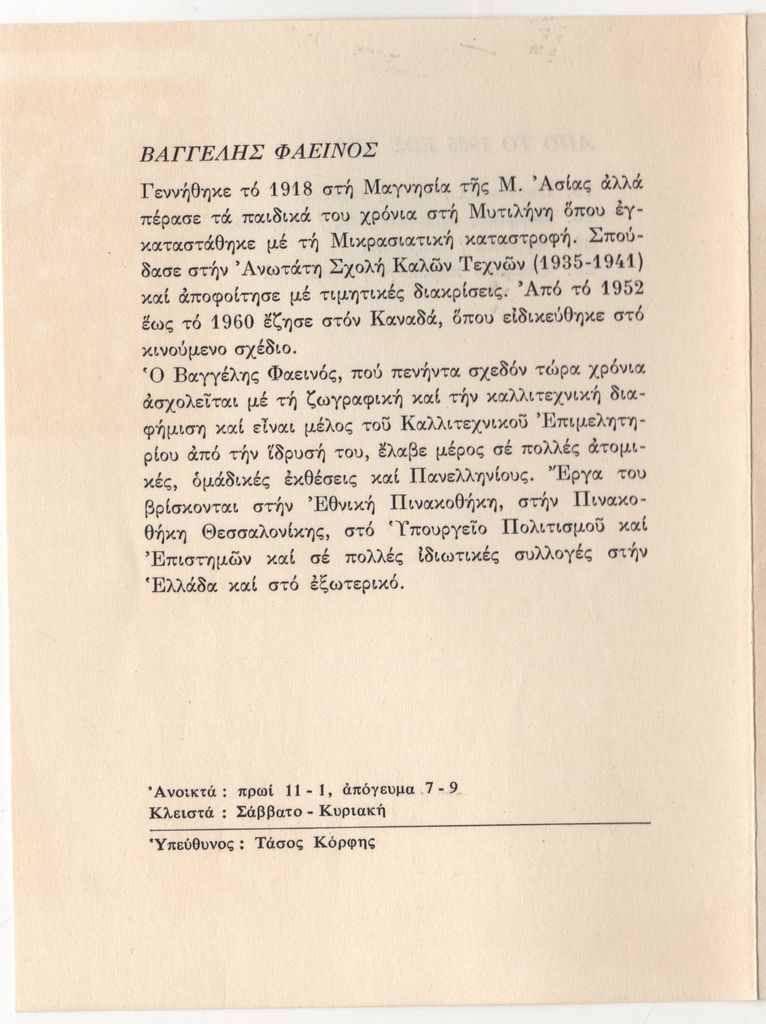 ΒΑΓΓΕΛΗΣ ΦΑΕΙΝΟΣ
Γεννήθηκε τό 1918 στή Μαγνησία τῆς Μ. Ἀσίας ἀλλά
πέρασε τά παιδικά του χρόνια στή Μυτιλήνη ὅπου ἐγ-
καταστάθηκε μέ τή Μικρασιατική καταστροφή. Σπού-
δασε στήν Ἀνωτάτη Σχολή Καλῶν Τεχνῶν (1935-1941)
καί ἀποφοίτησε μέ τιμητικές διακρίσεις. Ἀπό τό 1952
ἕως τό 1960 ἔζησε στόν Καναδά, ὅπου εἰδικεύθηκε στό
κινούμενο σχέδιο.
Ὁ Βαγγέλης Φαεινός, πού πενήντα σχεδόν τώρα χρόνια
ἀσχολεῖται μέ τή ζωγραφική καί τήν καλλιτεχνική δια-
φήμιση καί εἶναι μέλος τοῦ Καλλιτεχνικοῦ Ἐπιμελητη-
ρίου ἀπό τήν ἵδρυσή του, ἔλαβε μέρος σέ πολλές ἀτομι-
κές, ὁμάδικές ἐκθέσεις καί Πανελληνίους. Ἔργα του
βρίσκονται στήν Ἐθνική Πινακοθήκη, στήν Πινακο-
θήκη Θεσσαλονίκης, στό Ὑπουργεῖο Πολιτισμοῦ καί
Ἐπιστημῶν καί σέ πολλές ἰδιωτικές συλλογές στήν
Ἑλλάδα καί στό ἐξωτερικό.
Ἀνοικτά : πρωί 11 - 1, ἀπόγευμα 7 - 9
Κλειστά : Σάββατο - Κυριακή
Ὑπεύθυνος : Τάσος Κόρφης